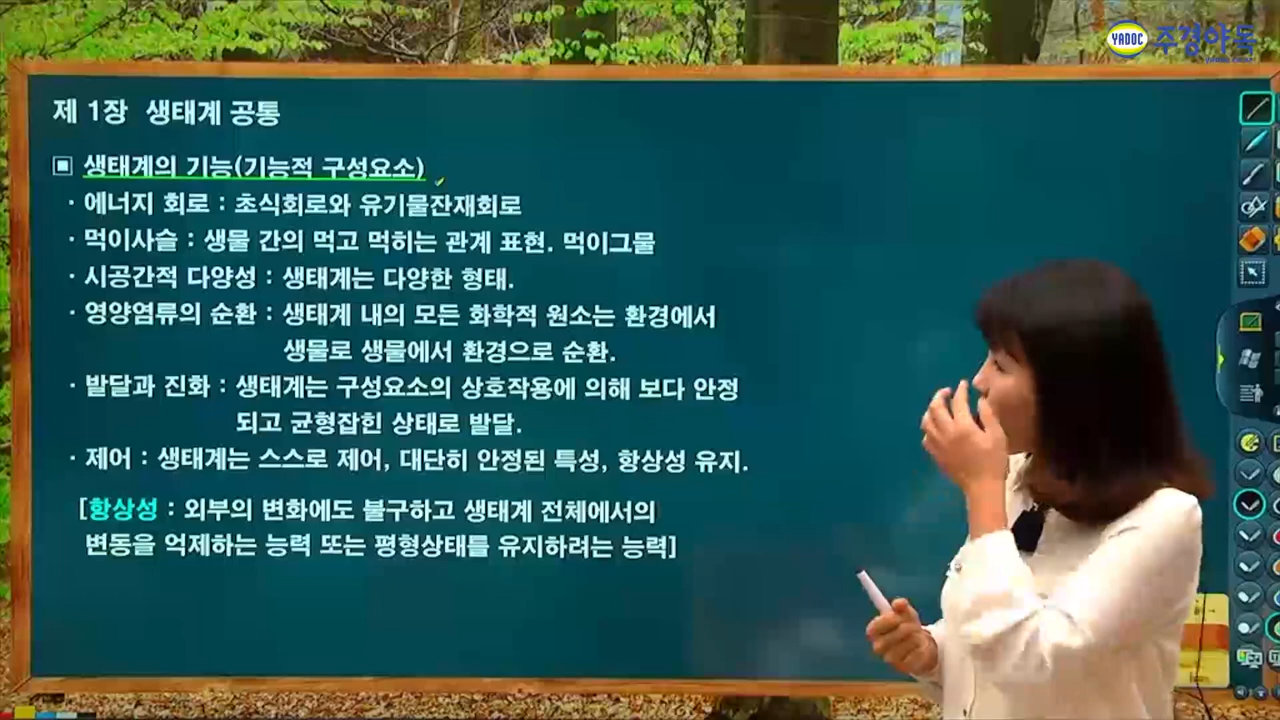 YADOC 주경야독
제 1장 생태계 공통
▣ 생태계의 기능(기능적 구성요소)
· 에너지 회로 : 초식회로와 유기물잔재회로
· 먹이사슬 : 생물 간의 먹고 먹히는 관계 표현. 먹이그물
· 시공간적 다양성 : 생태계는 다양한 형태.
· 영양염류의 순환 : 생태계 내의 모든 화학적 원소는 환경에서
생물로 생물에서 환경으로 순환.
· 발달과 진화 : 생태계는 구성요소의 상호작용에 의해 보다 안정
되고 균형잡힌 상태로 발달.
· 제어 : 생태계는 스스로 제어, 대단히 안정된 특성, 항상성 유지.
[항상성 : 외부의 변화에도 불구하고 생태계 전체에서의
변동을 억제하는 능력 또는 평형상태를 유지하려는 능력]